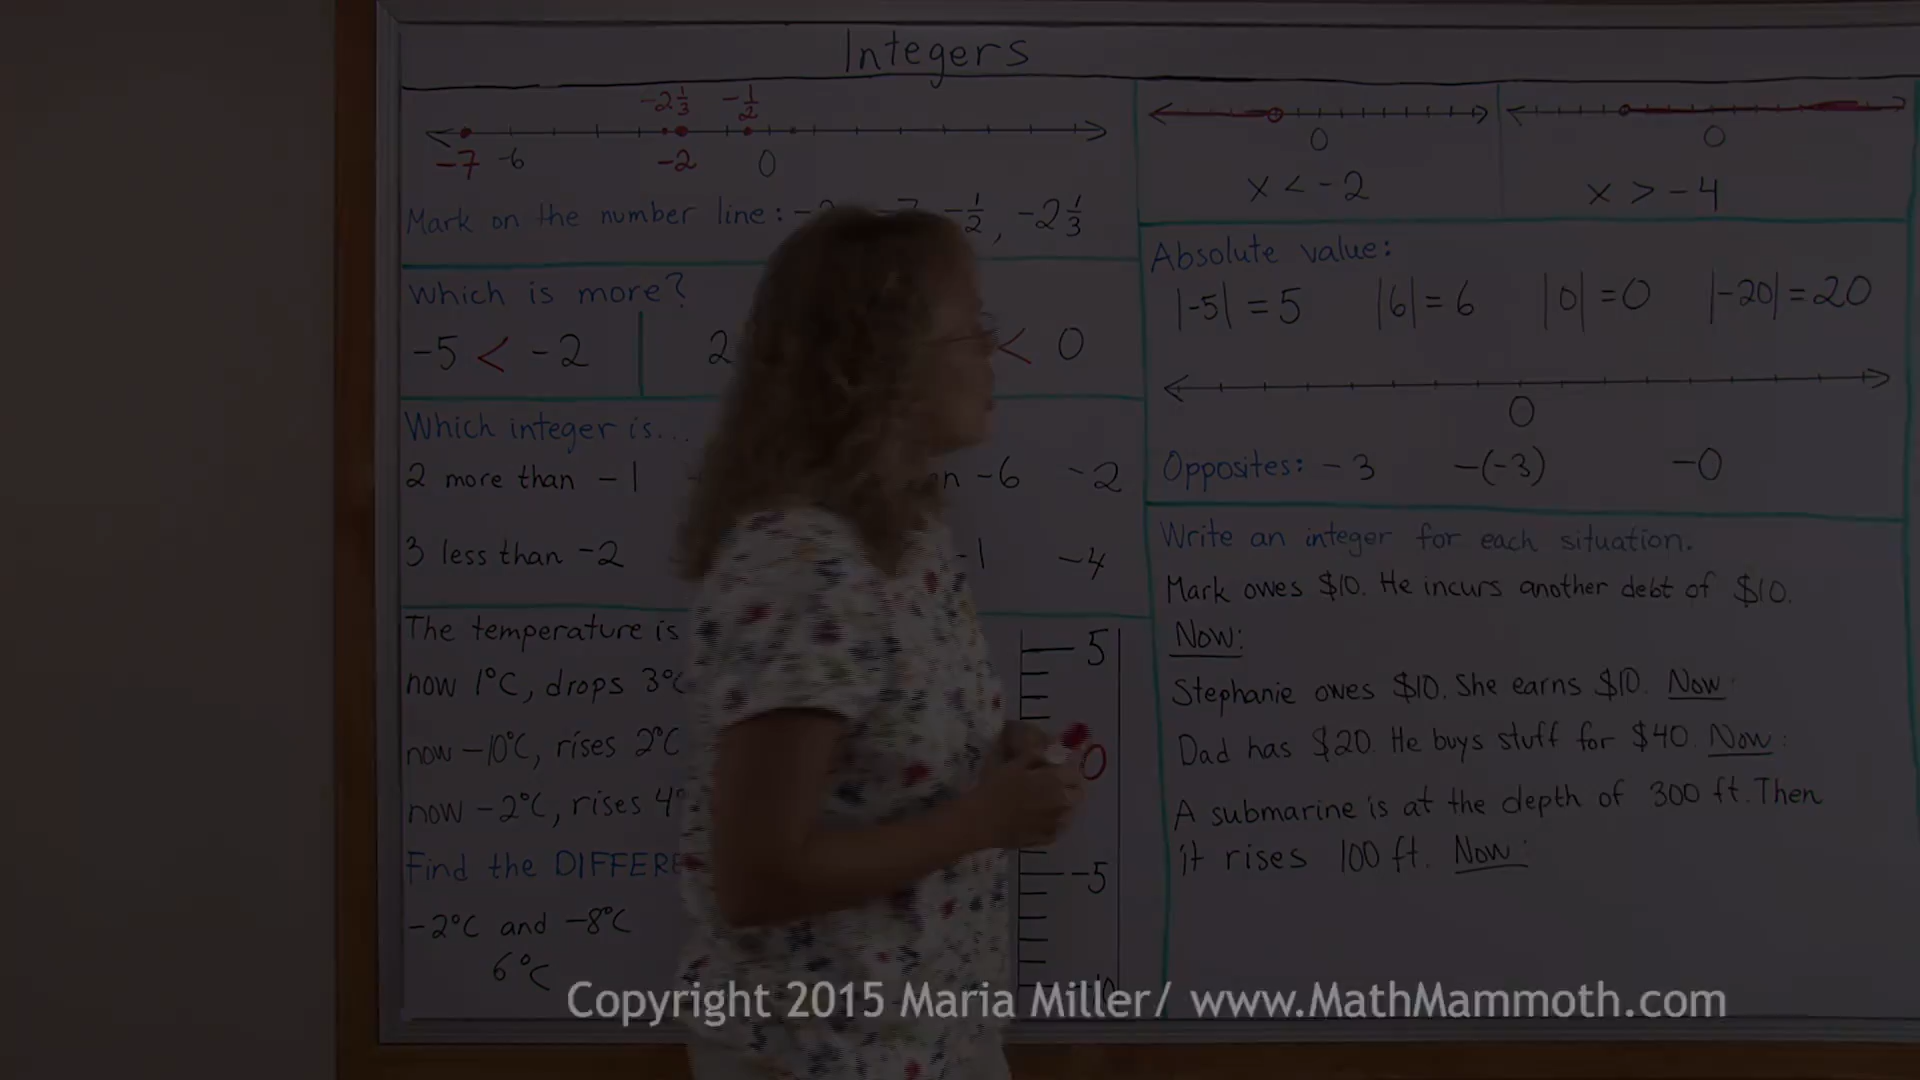 Integers
-2 1/3 -1/2
-7 -6 -2 0
Mark on the number line: -1/2, -2 1/3
Which is more?
-5 < -2
2
< 0
Which integer is...
2 more than -1
-6 -2
3 less than -2
-1 -4
The temperature is
now 1°C, drops 3°C
now -10°C, rises 2°C
now -2°C, rises 4°
Find the DIFFERE
-2°C and -8°C
6°C
5
0
-5
0
x < -2
0
x > -4
Absolute value:
|-5| = 5 |6| = 6 |0| = 0 |-20| = 20
0
Opposites: -3 -(-3) -0
Write an integer for each situation.
Mark owes $10. He incurs another debt of $10.
Now:
Stephanie owes $10. She earns $10. Now:
Dad has $20. He buys stuff for $40. Now:
A submarine is at the depth of 300 ft. Then
it rises 100 ft. Now:
Copyright 2015 Maria Miller/ www.MathMammoth.com